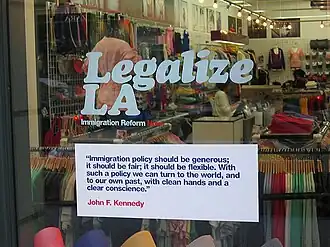 Legalize
LA
Immigration Reform Now!
"Immigration policy should be generous;
it should be fair; it should be flexible. With
such a policy we can turn to the world, and
to our own past, with clean hands and a
clear conscience."
John F. Kennedy